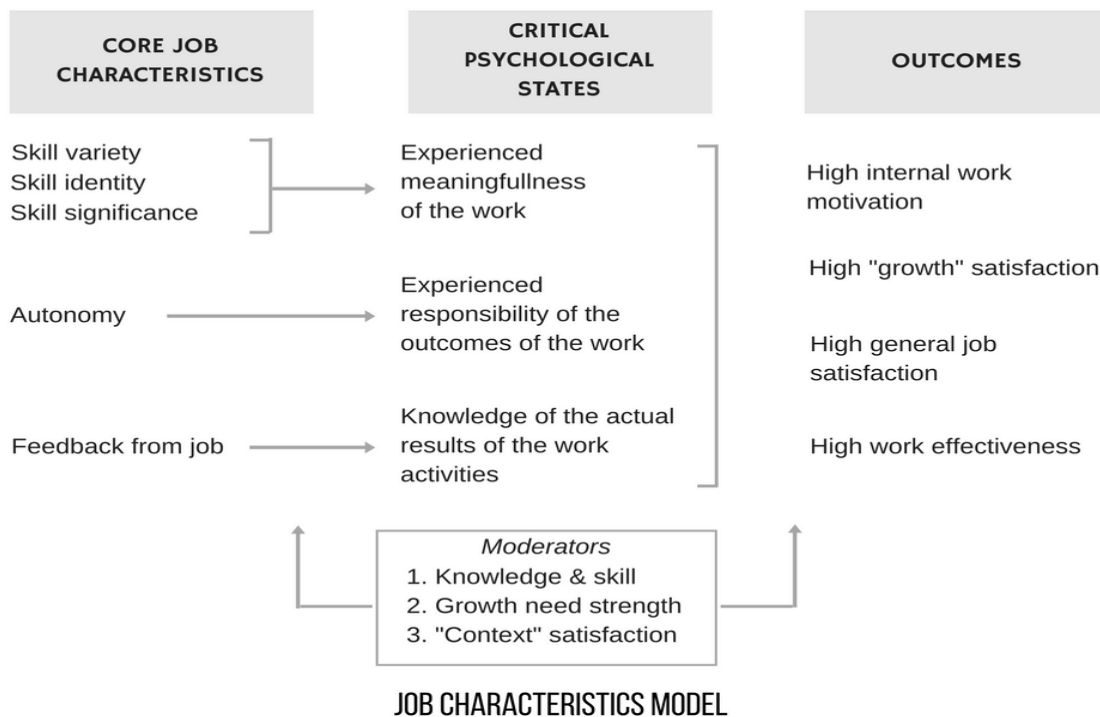 CORE JOB
CHARACTERISTICS
CRITICAL
PSYCHOLOGICAL
STATES
OUTCOMES
Skill variety
Skill identity
Skill significance
Experienced
meaningfullness
of the work
High internal work
motivation
Autonomy
Experienced
responsibility of the
outcomes of the work
High "growth" satisfaction
High general job
satisfaction
Feedback from job
Knowledge of the actual
results of the work
activities
High work effectiveness
Moderators
1. Knowledge & skill
2. Growth need strength
3. "Context" satisfaction
JOB CHARACTERISTICS MODEL